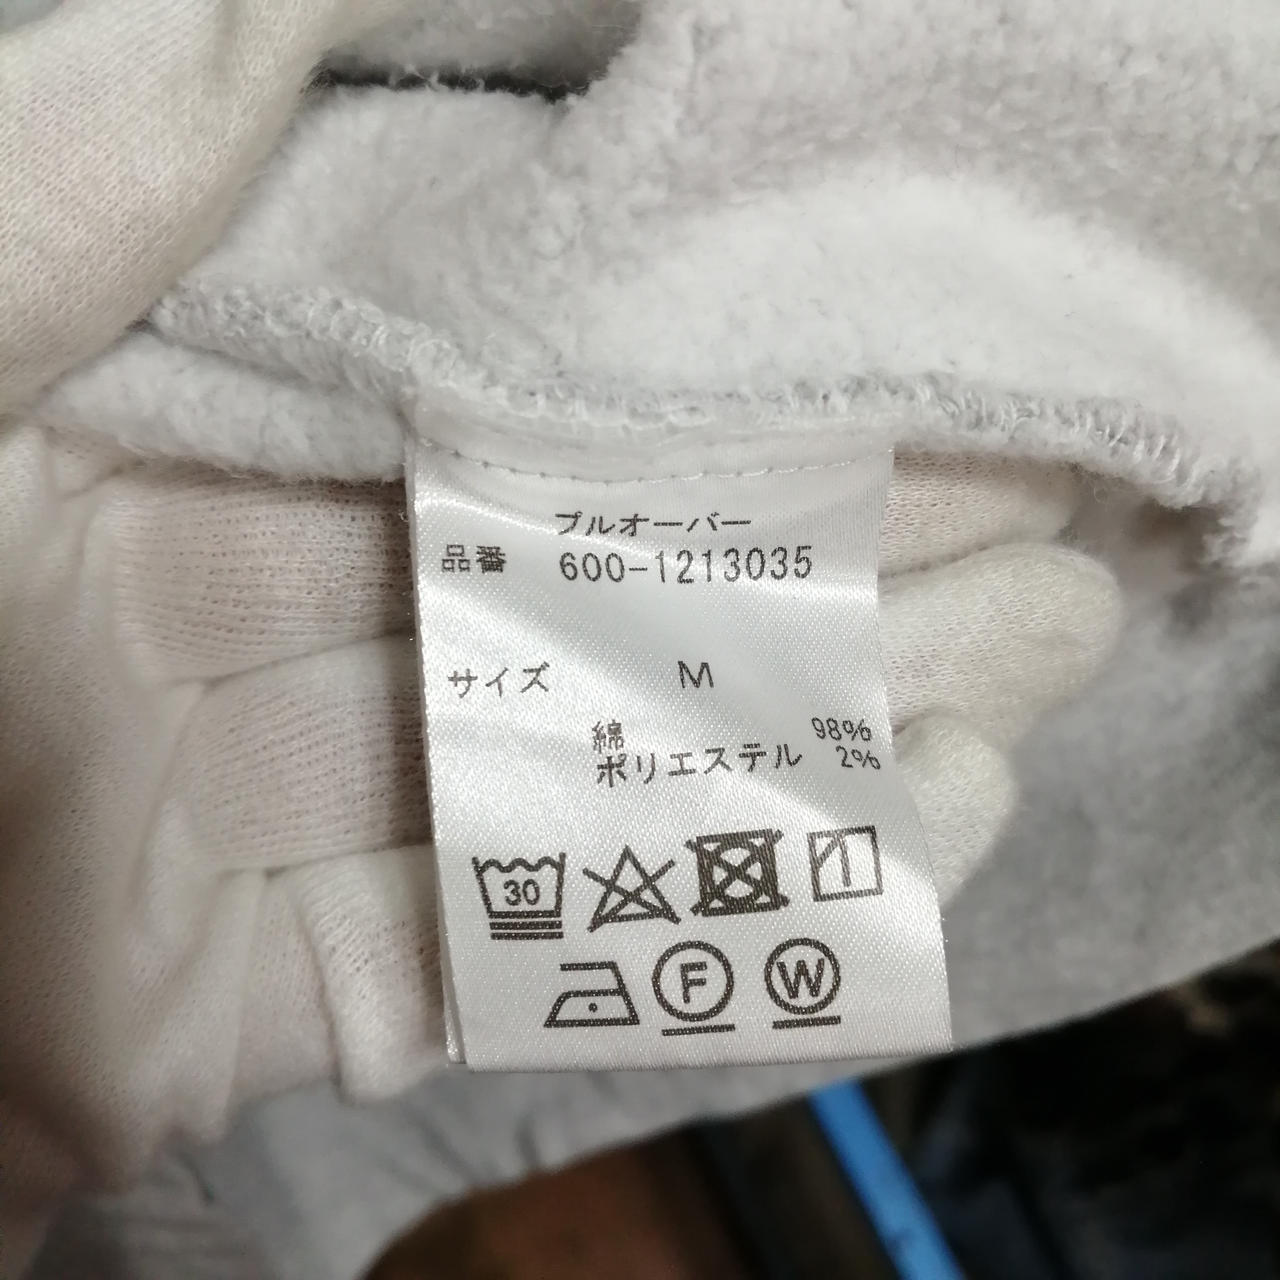 プルオーバー
品番 600-1213035
サイズ M
綿 98%
ポリエステル 2%
30
F W